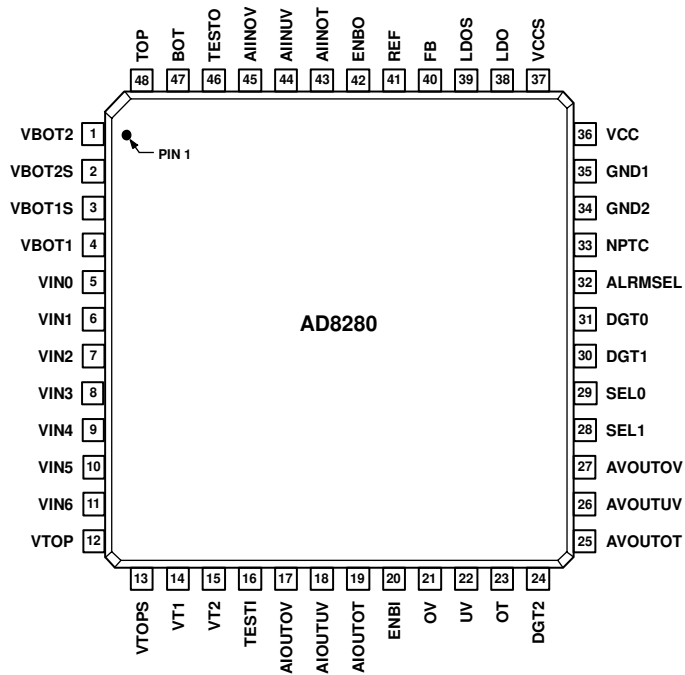 TOP BOT TESTO AIINOV AIINUV AIINOT ENBO REF FB LDOS LDO VCCS
48 47 46 45 44 43 42 41 40 39 38 37
VBOT2 1
PIN 1
36 VCC
VBOT2S 2
35 GND1
VBOT1S 3
34 GND2
VBOT1 4
33 NPTC
VIN0 5
32 ALRMSEL
VIN1 6
31 DGT0
AD8280
VIN2 7
30 DGT1
VIN3 8
29 SEL0
VIN4 9
28 SEL1
VIN5 10
27 AVOUTOV
VIN6 11
26 AVOUTUV
VTOP 12
25 AVOUTOT
13 14 15 16 17 18 19 20 21 22 23 24
VTOPS VT1 VT2 TESTI AIOUTOV AIOUTUV AIOUTOT ENBI OV UV OT DGT2